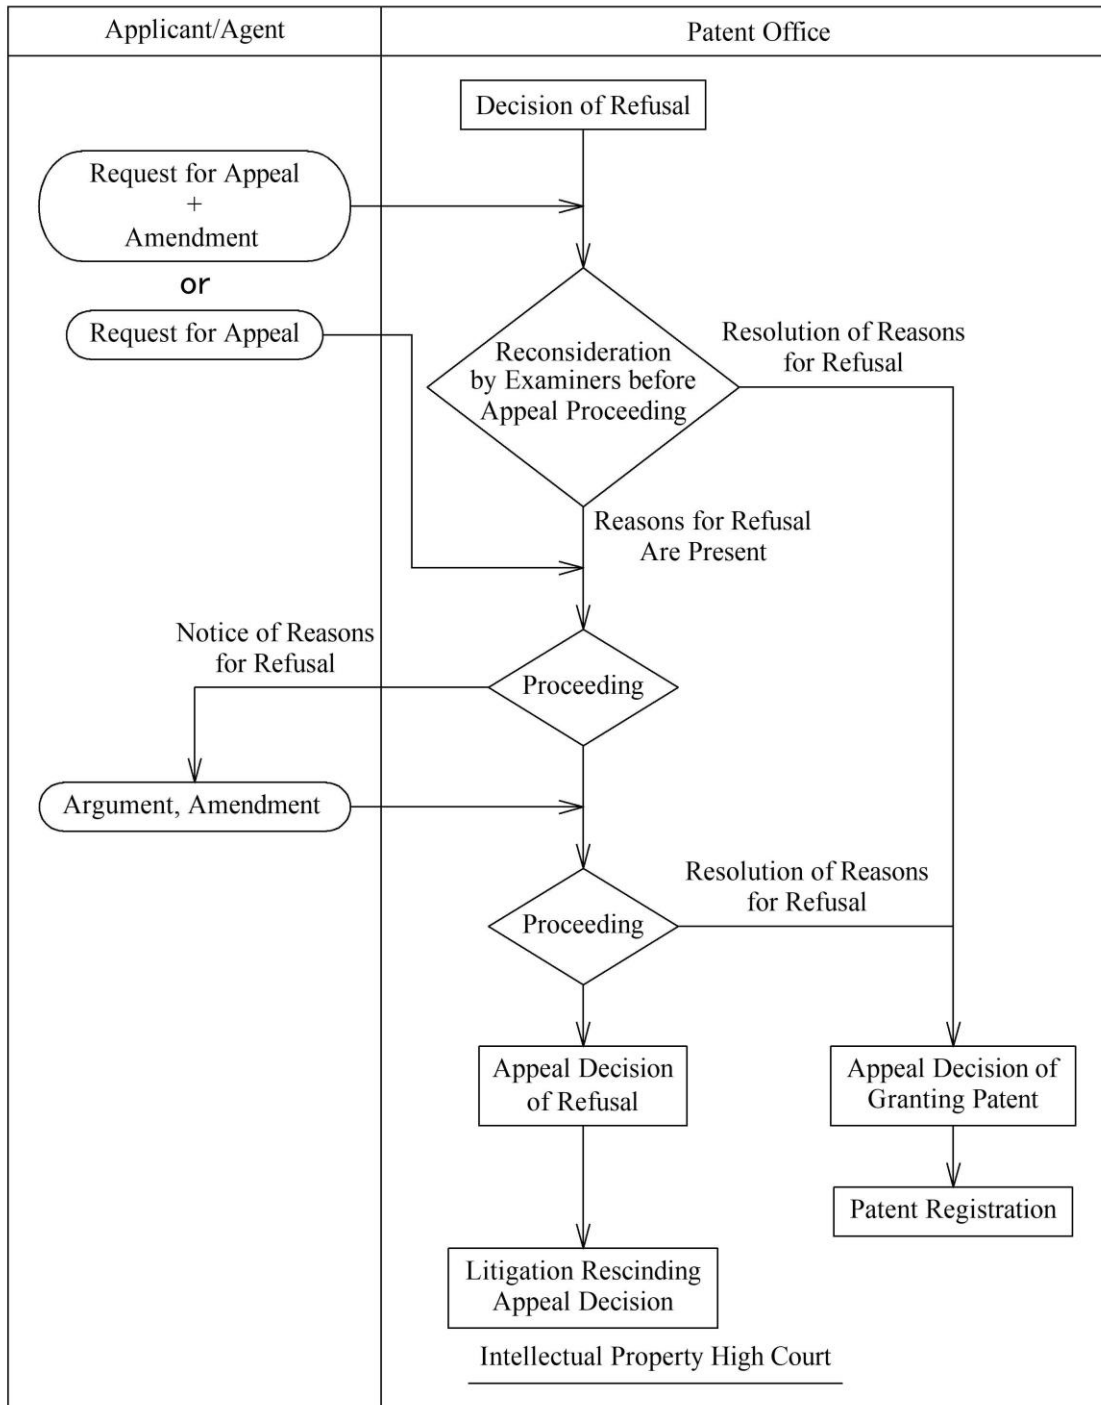 Applicant/Agent
Patent Office
Decision of Refusal
Request for Appeal
+
Amendment
or
Request for Appeal
Reconsideration
by Examiners before
Appeal Proceeding
Resolution of Reasons
for Refusal
Reasons for Refusal
Are Present
Notice of Reasons
for Refusal
Proceeding
Argument, Amendment
Resolution of Reasons
for Refusal
Proceeding
Appeal Decision
of Refusal
Appeal Decision of
Granting Patent
Patent Registration
Litigation Rescinding
Appeal Decision
Intellectual Property High Court